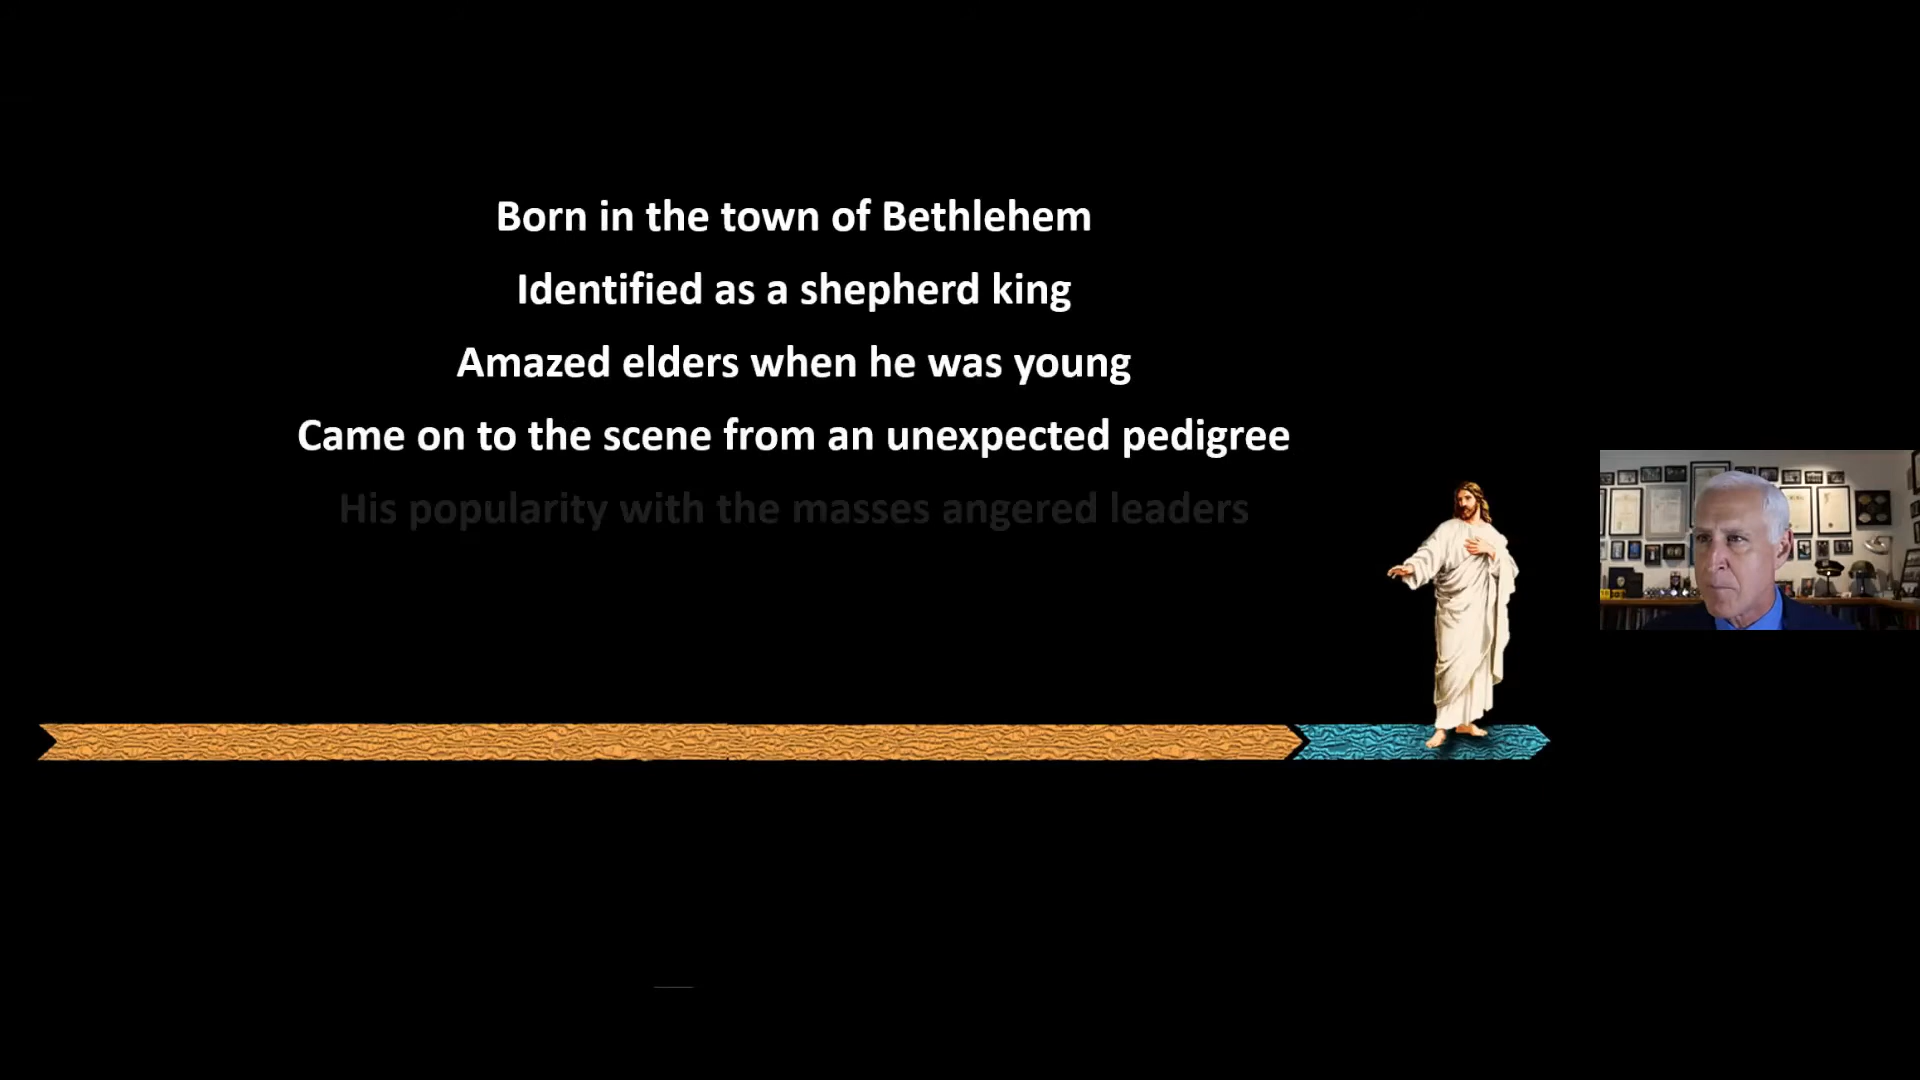 Born in the town of Bethlehem
Identified as a shepherd king
Amazed elders when he was young
Came on to the scene from an unexpected pedigree
His popularity with the masses angered leaders